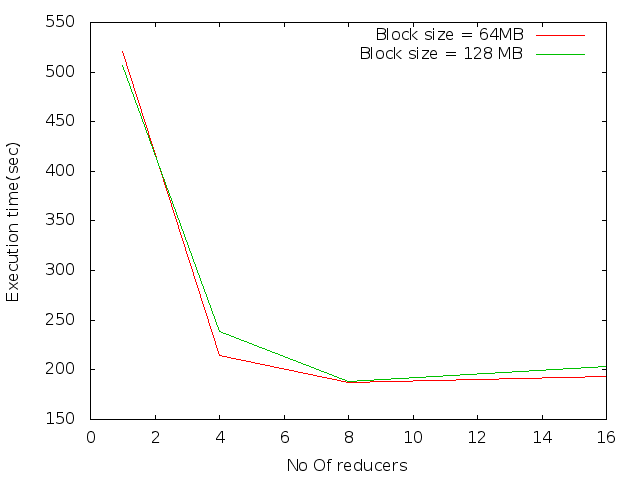 Block size = 64MB
Block size = 128 MB
550
500
450
400
350
300
250
200
150
Execution time(sec)
0 2 4 6 8 10 12 14 16
No Of reducers